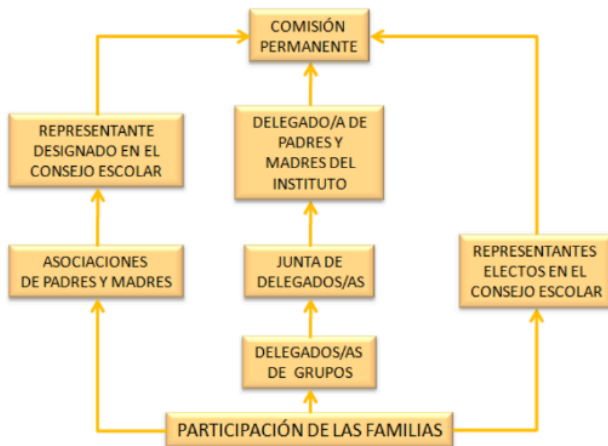 COMISIÓN
PERMANENTE
REPRESENTANTE
DESIGNADO EN EL
CONSEJO ESCOLAR
DELEGADO/A DE
PADRES Y
MADRES DEL
INSTITUTO
ASOCIACIONES
DE PADRES Y MADRES
JUNTA DE
DELEGADOS/AS
REPRESENTANTES
ELECTOS EN EL
CONSEJO ESCOLAR
DELEGADOS/AS
DE GRUPOS
PARTICIPACIÓN DE LAS FAMILIAS